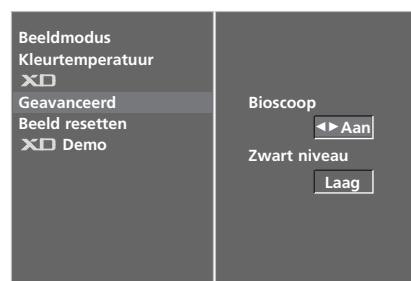 Beeldmodus
Kleurtemperatuur
XD
Geavanceerd
Beeld resetten
XD Demo
Bioscoop
◄► Aan
Zwart niveau
Laag